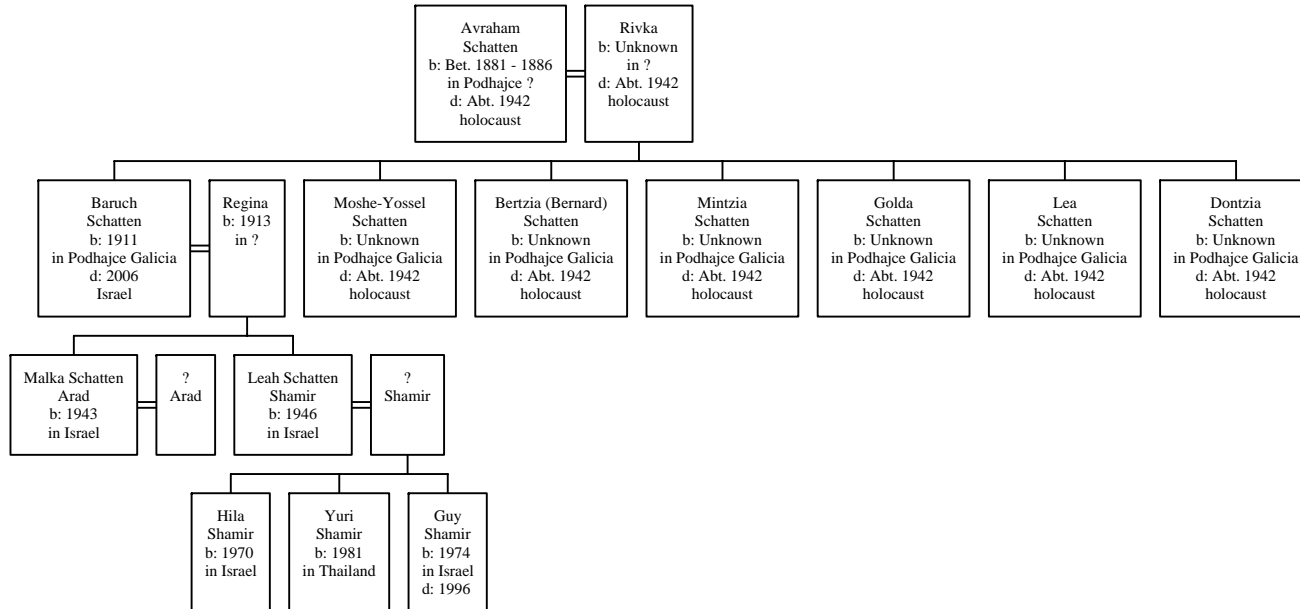 Avraham
Schatten
b: Bet. 1881 - 1886
in Podhajce ?
d: Abt. 1942
holocaust
Rivka
b: Unknown
in ?
d: Abt. 1942
holocaust
Baruch
Schatten
b: 1911
in Podhajce Galicia
d: 2006
Israel
Regina
b: 1913
in ?
Moshe-Yossel
Schatten
b: Unknown
in Podhajce Galicia
d: Abt. 1942
holocaust
Bertzia (Bernard)
Schatten
b: Unknown
in Podhajce Galicia
d: Abt. 1942
holocaust
Mintzia
Schatten
b: Unknown
in Podhajce Galicia
d: Abt. 1942
holocaust
Golda
Schatten
b: Unknown
in Podhajce Galicia
d: Abt. 1942
holocaust
Lea
Schatten
b: Unknown
in Podhajce Galicia
d: Abt. 1942
holocaust
Dontzia
Schatten
b: Unknown
in Podhajce Galicia
d: Abt. 1942
holocaust
Malka Schatten
Arad
b: 1943
in Israel
?
Arad
Leah Schatten
Shamir
b: 1946
in Israel
?
Shamir
Hila
Shamir
b: 1970
in Israel
Yuri
Shamir
b: 1981
in Thailand
Guy
Shamir
b: 1974
in Israel
d: 1996